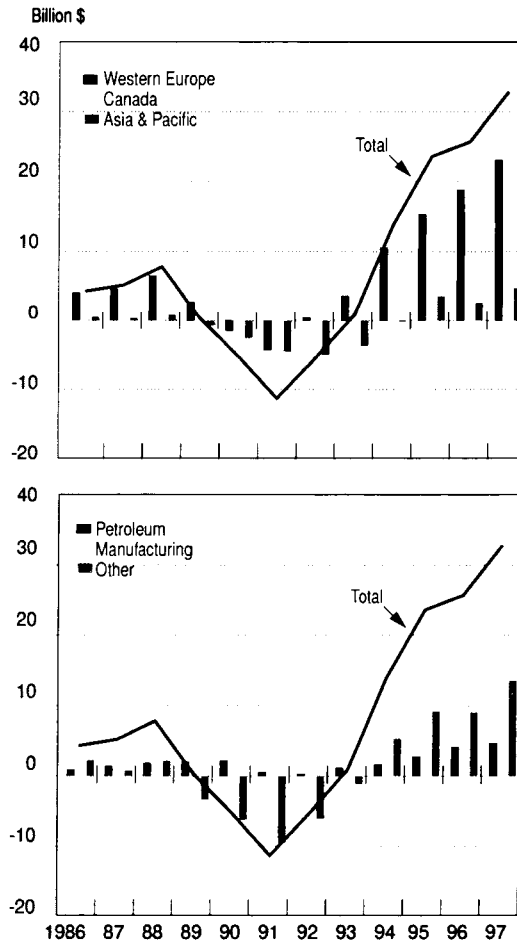 Billion $
40
Western Europe
Canada
30
Asia & Pacific
Total
20
10
0
-10
-20
40
Petroleum
Manufacturing
30
Other
Total
20
10
0
-10
-20
1986 87 88 89 90 91 92 93 94 95 96 97